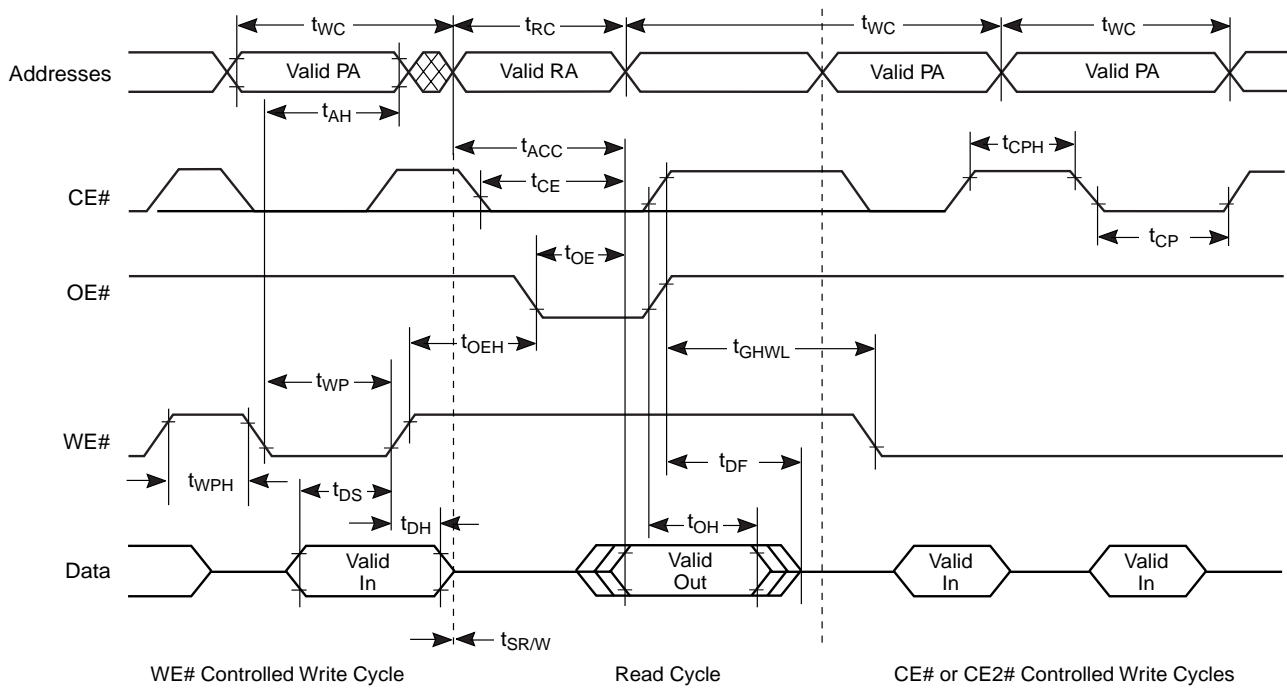 tWC tRC tWC tWC
Addresses Valid PA Valid RA Valid PA Valid PA
tAH
tACC tCPH
tCE
CE#
tOE tCP
OE#
tOEH tGHWL
tWP
WE#
tDF
tWPH tDS
tDH tOH
Data Valid In Valid Out Valid In Valid In
tSR/W
WE# Controlled Write Cycle Read Cycle CE# or CE2# Controlled Write Cycles